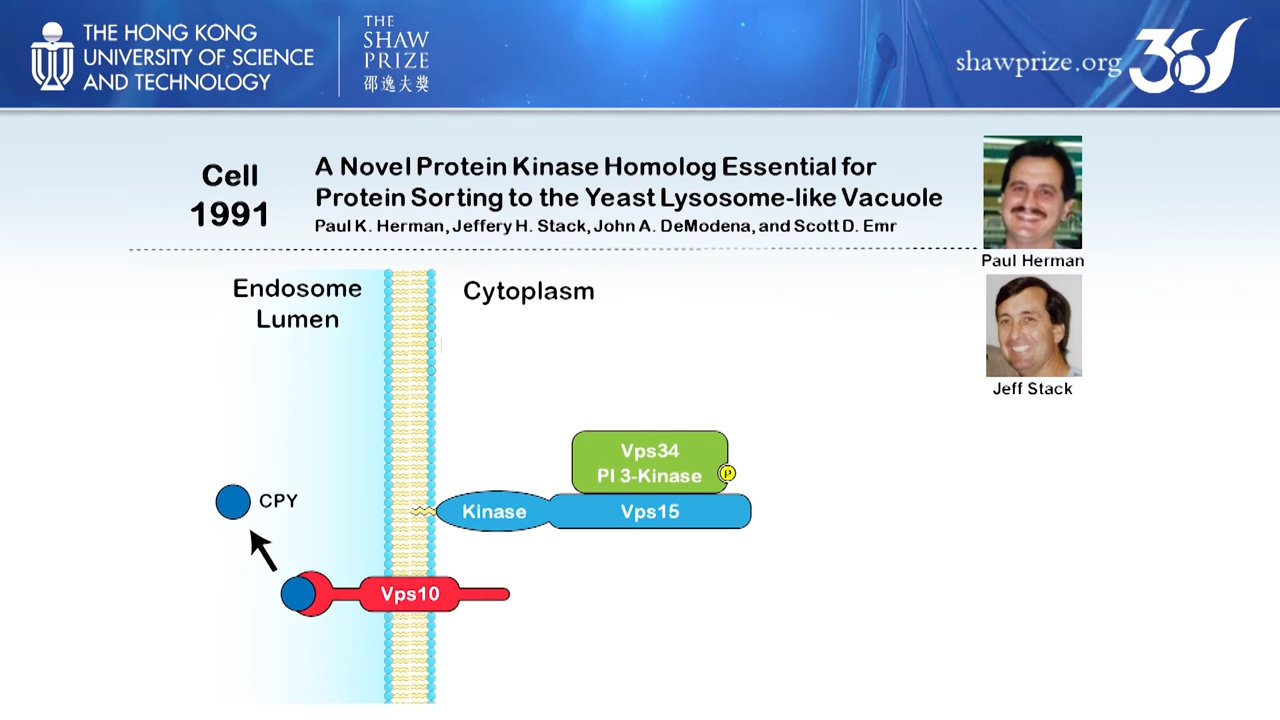 THE HONG KONG
UNIVERSITY OF SCIENCE
AND TECHNOLOGY
THE
SHAW
PRIZE
邵逸夫獎
shawprize.org
36
Cell
1991
A Novel Protein Kinase Homolog Essential for
Protein Sorting to the Yeast Lysosome-like Vacuole
Paul K. Herman, Jeffery H. Stack, John A. DeModena, and Scott D. Emr
Paul Herman
Jeff Stack
Endosome
Lumen
Cytoplasm
Vps34
PI 3-Kinase
P
CPY
Kinase
Vps15
Vps10